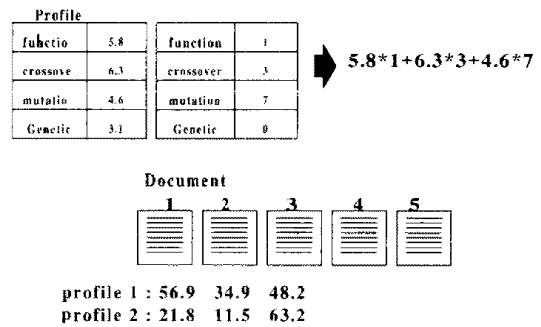 Profile
functio 5.8 function 1
crossove 6.3 crossover 3
mutatio 4.6 mutation 7
Genetic 3.1 Genetic 0
5.8*1+6.3*3+4.6*7
Document
1 2 3 4 5
profile 1 : 56.9 34.9 48.2
profile 2 : 21.8 11.5 63.2